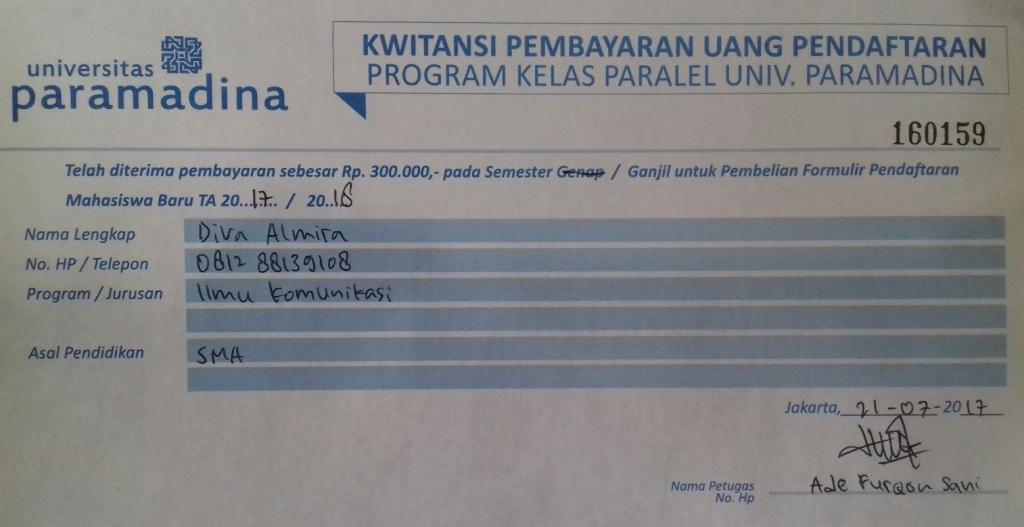 universitas
paramadina
KWITANSI PEMBAYARAN UANG PENDAFTARAN
PROGRAM KELAS PARALEL UNIV. PARAMADINA
160159
Telah diterima pembayaran sebesar Rp. 300.000,- pada Semester Genap / Ganjil untuk Pembelian Formulir Pendaftaran
Mahasiswa Baru TA 20..17.. / 20..18
Nama Lengkap Diva Almira
No. HP / Telepon 0812 88139108
Program / Jurusan Ilmu Komunikasi
Asal Pendidikan SMA
Jakarta, 21-07-2017
Nama Petugas Ade Furqon Sani
No. Hp